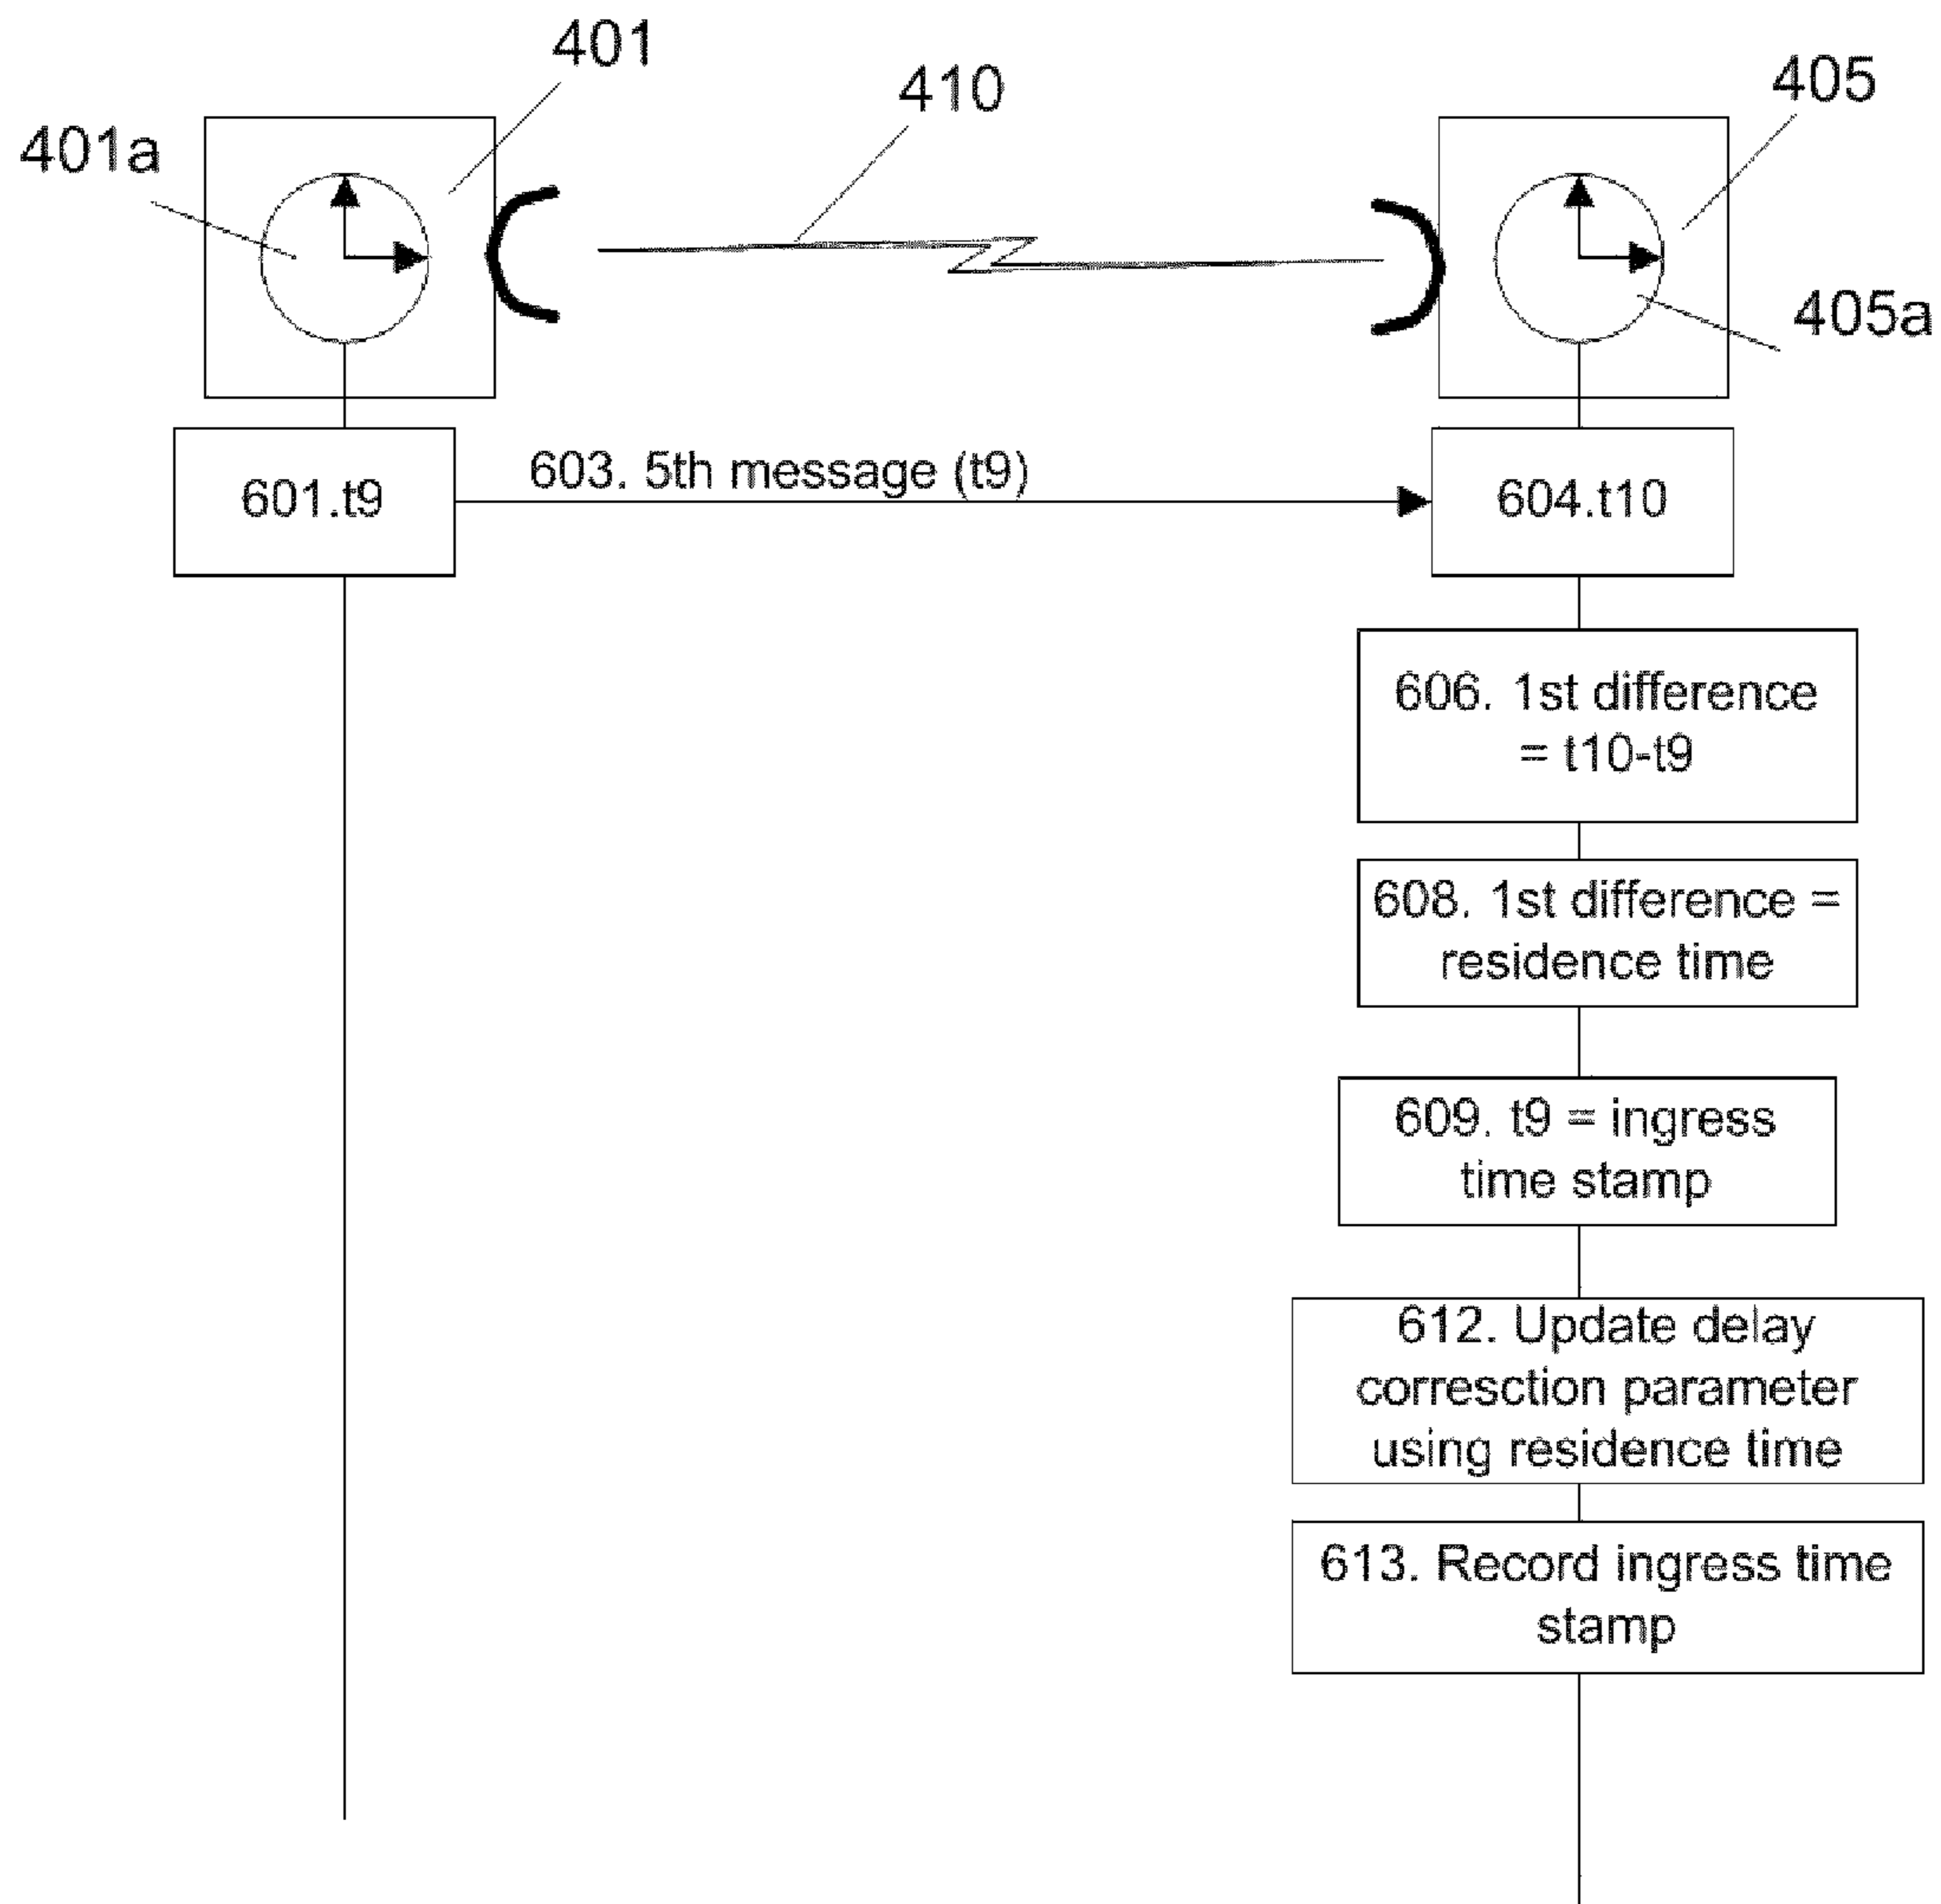 401
410
405
401a
405a
603. 5th message (t9)
601.t9
604.t10
606. 1st difference
= t10-t9
608. 1st difference =
residence time
609. t9 = ingress
time stamp
612. Update delay
corresction parameter
using residence time
613. Record ingress time
stamp